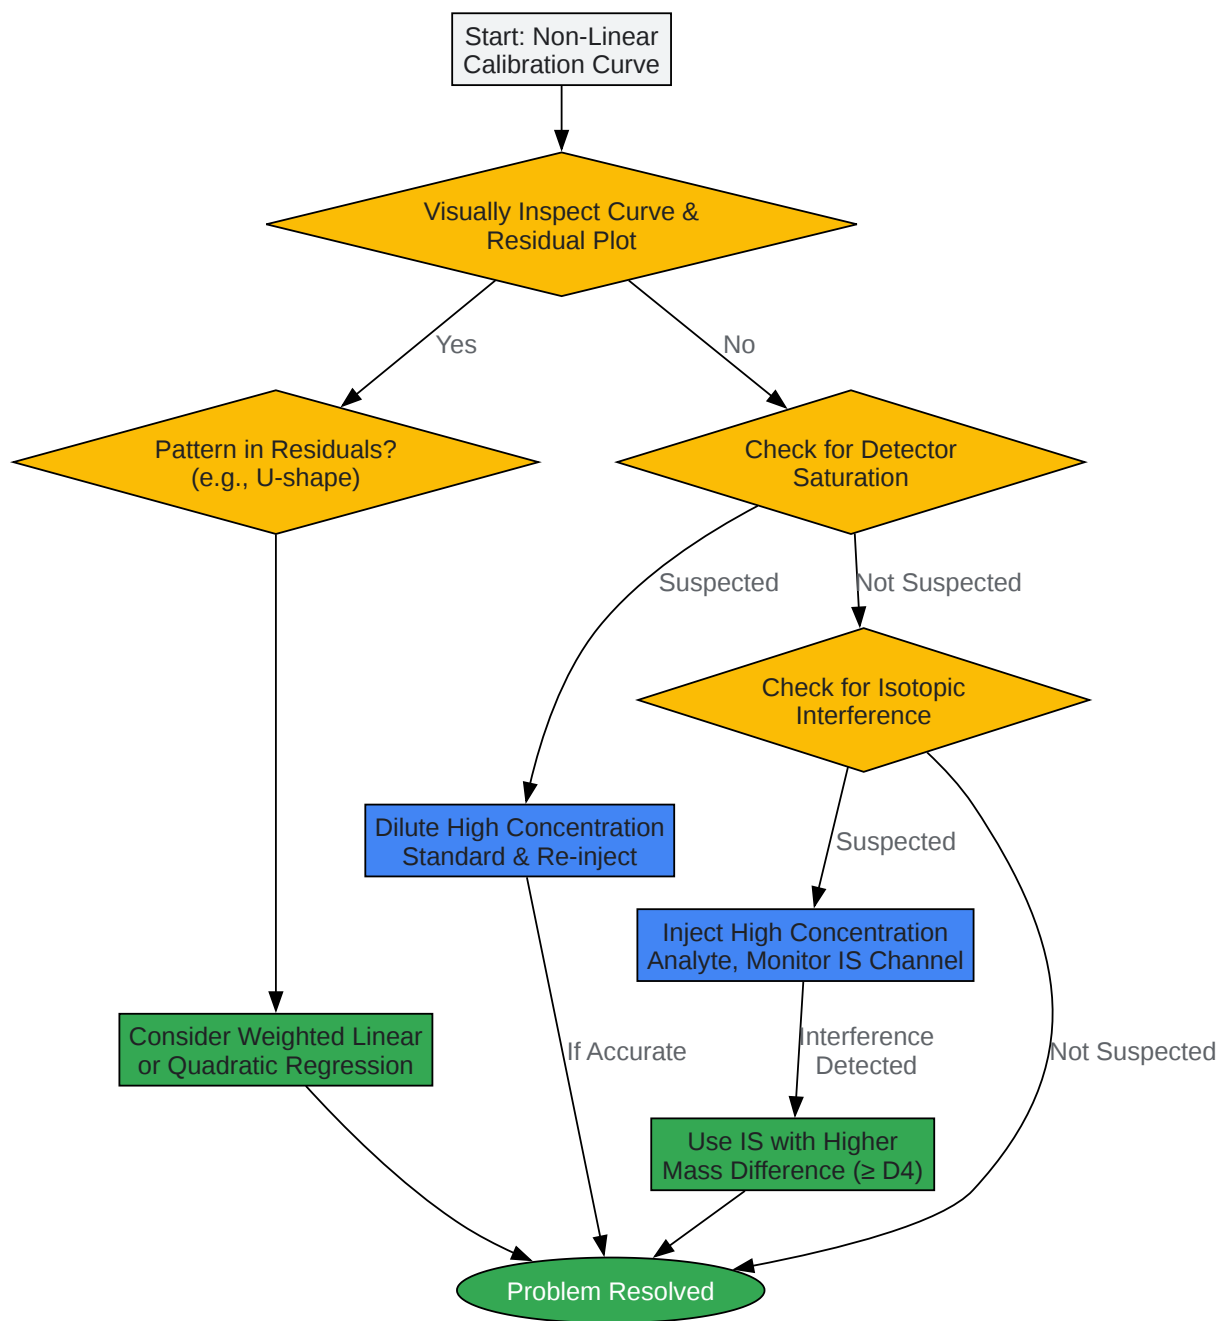 Start: Non-Linear
Calibration Curve
Visually Inspect Curve &
Residual Plot
Yes
No
Pattern in Residuals?
(e.g., U-shape)
Check for Detector
Saturation
Suspected
Not Suspected
Check for Isotopic
Interference
Dilute High Concentration
Standard & Re-inject
Suspected
Inject High Concentration
Analyte, Monitor IS Channel
Consider Weighted Linear
or Quadratic Regression
If Accurate
Interference
Detected
Not Suspected
Use IS with Higher
Mass Difference (≥ D4)
Problem Resolved